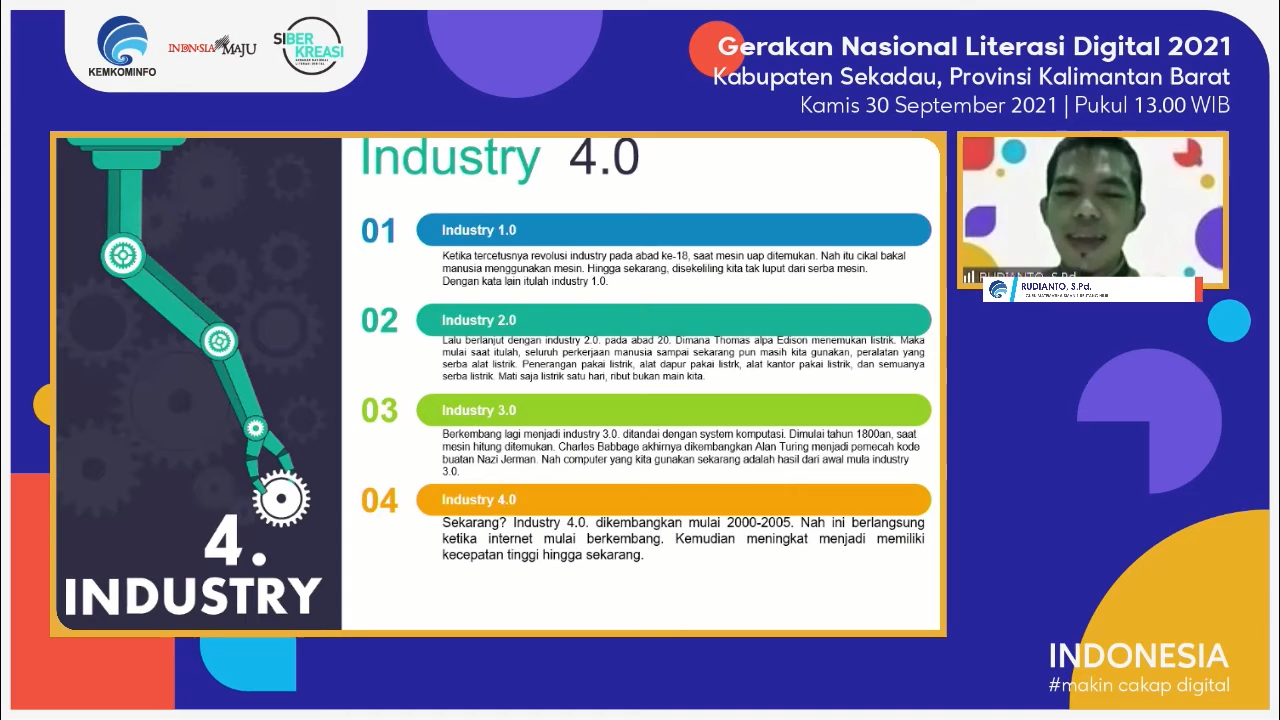 KEMKOMINFO
INDONESIA MAJU
SIBER KREASI
Gerakan Nasional Literasi Digital 2021
Kabupaten Sekadau, Provinsi Kalimantan Barat
Kamis 30 September 2021 | Pukul 13.00 WIB
Industry 4.0
01 Industry 1.0
Ketika tercetusnya revolusi industry pada abad ke-18, saat mesin uap ditemukan. Nah itu cikal bakal
manusia menggunakan mesin. Hingga sekarang, disekeliling kita tak luput dari serba mesin.
Dengan kata lain itulah industry 1.0.
02 Industry 2.0
Lalu berlanjut dengan industry 2.0. pada abad 20. Dimana Thomas alpa Edison menemukan listrik. Maka
mulai saat itulah, seluruh perkerjaan manusia sampai sekarang pun masih kita gunakan, peralatan yang
serba alat listrik. Penerangan pakai listrik, alat dapur pakai listrk, alat kantor pakai listrik, dan semuanya
serba listrik. Mati saja listrik satu hari, ribut bukan main kita.
03 Industry 3.0
Berkembang lagi menjadi industry 3.0. ditandai dengan system komputasi. Dimulai tahun 1800an, saat
mesin hitung ditemukan. Charles Babbage akhirnya dikembangkan Alan Turing menjadi pemecah kode
buatan Nazi Jerman. Nah computer yang kita gunakan sekarang adalah hasil dari awal mula industry
3.0.
04 Industry 4.0
Sekarang? Industry 4.0. dikembangkan mulai 2000-2005. Nah ini berlangsung
ketika internet mulai berkembang. Kemudian meningkat menjadi memiliki
kecepatan tinggi hingga sekarang.
4.
INDUSTRY
RUDIANTO, S.Pd
RUDIANTO, S.Pd.
INDONESIA
#makin cakap digital